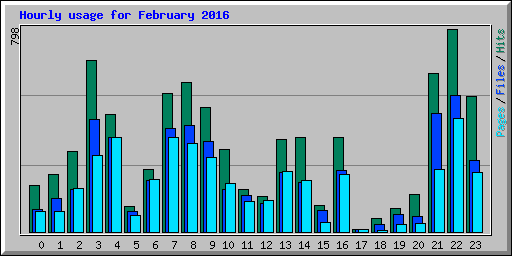 Hourly usage for February 2016
798
Pages / Files / Hits
0 1 2 3 4 5 6 7 8 9 10 11 12 13 14 15 16 17 18 19 20 21 22 23